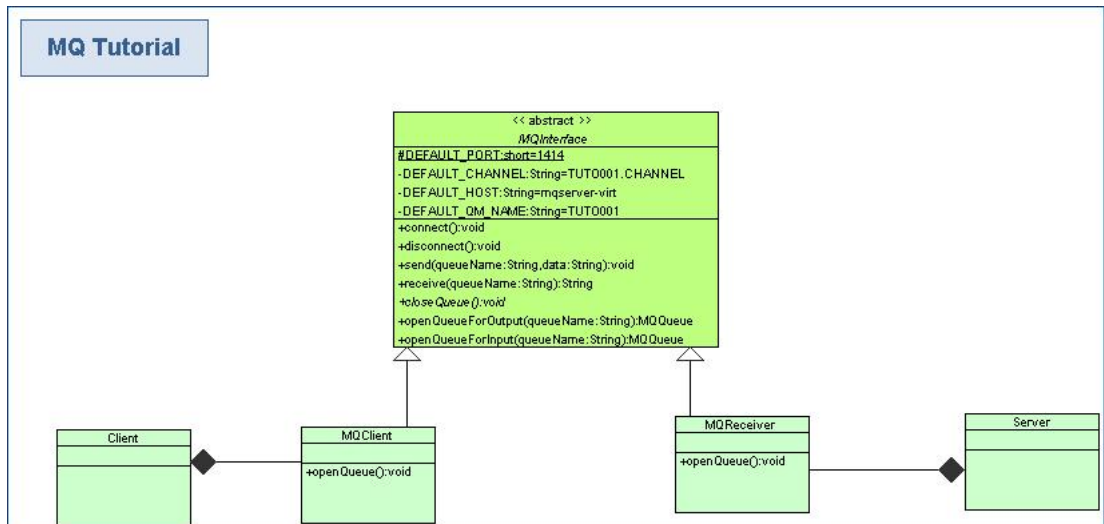 MQ Tutorial
<< abstract >>
MQInterface
#DEFAULT_PORT:short=1414
-DEFAULT_CHANNEL:String=TUTO001.CHANNEL
-DEFAULT_HOST:String=mqserver-virt
-DEFAULT_QM_NAME:String=TUTO001
+connect():void
+disconnect():void
+send(queueName:String,data:String):void
+receive(queueName:String):String
+closeQueue():void
+openQueueForOutput(queueName:String):MQQueue
+openQueueForInput(queueName:String):MQQueue
Client
MQClient
+openQueue():void
MQReceiver
+openQueue():void
Server